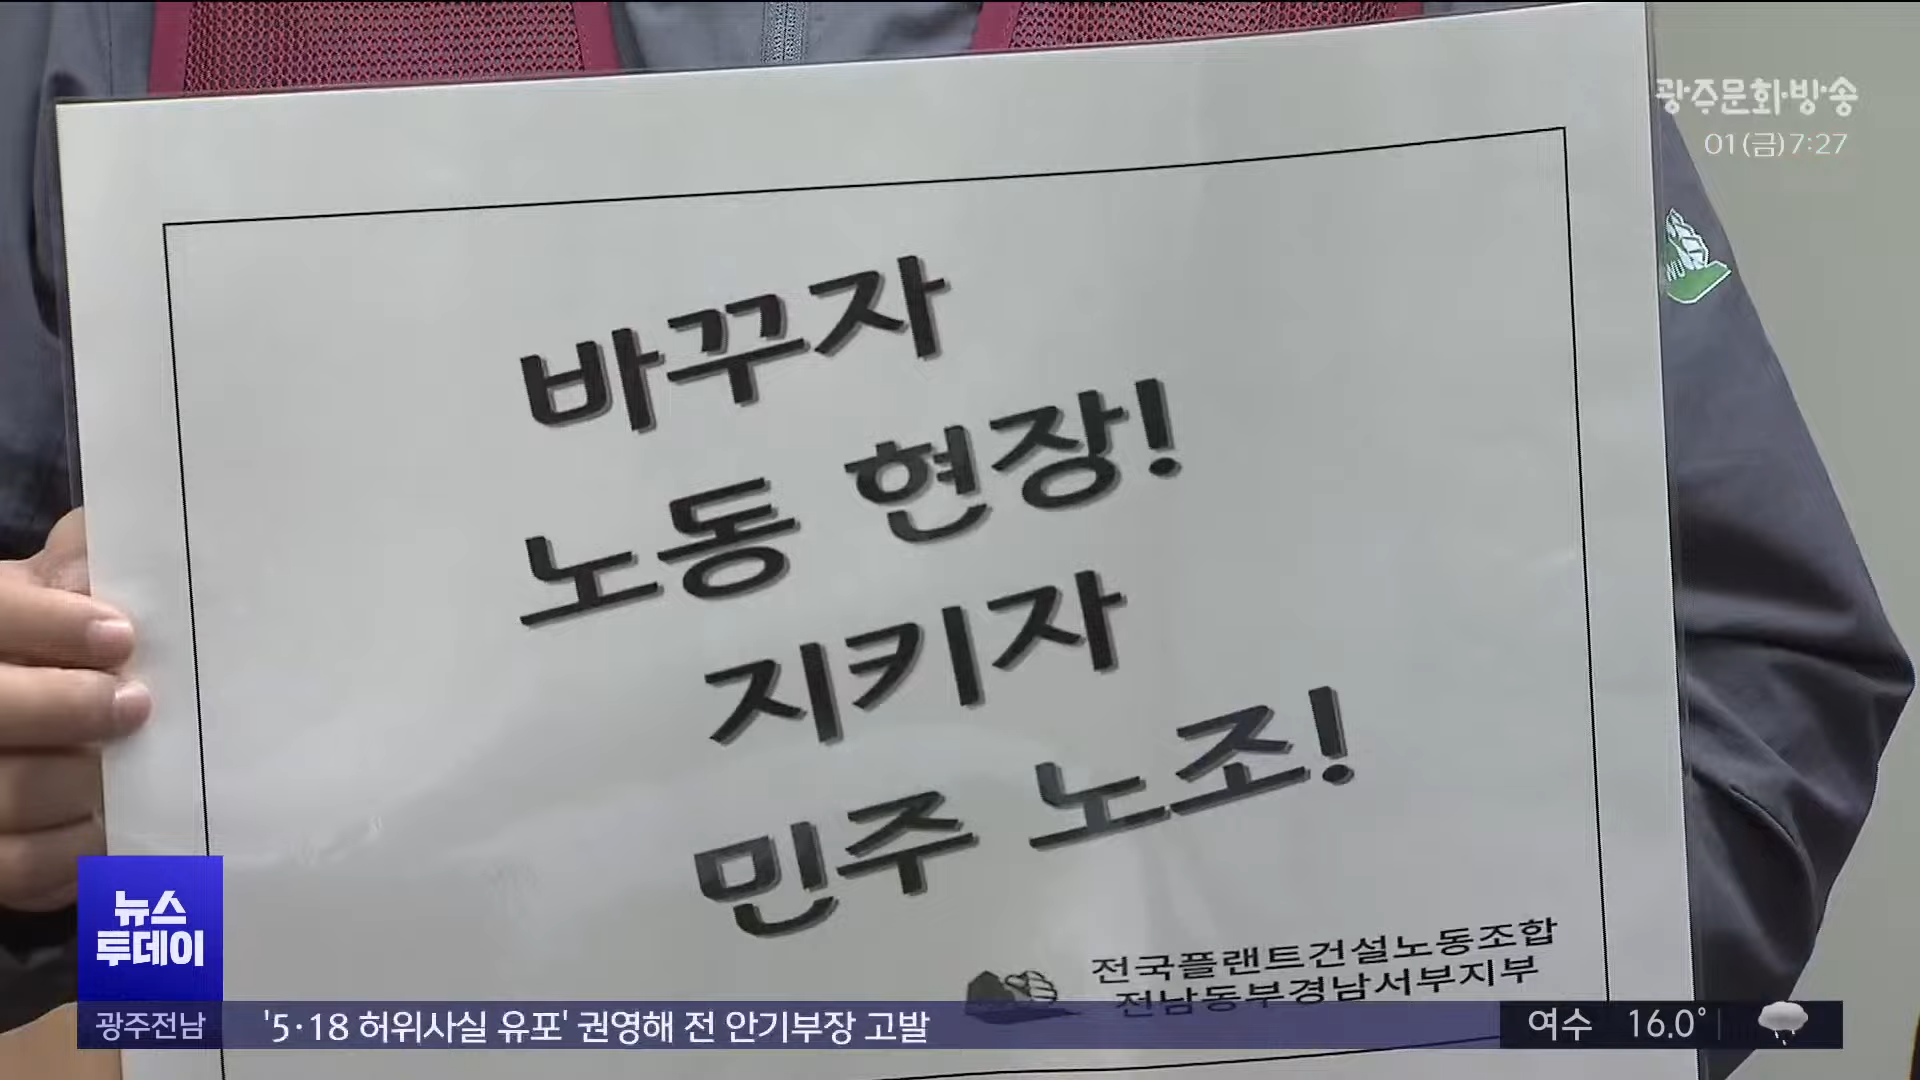 광주문화방송
01(금)7:27
바꾸자
노동 현장!
지키자
민주 노조!
전국플랜트건설노동조합
전남동부경남서부지부
뉴스
투데이
광주전남 '5·18 허위사실 유포' 권영해 전 안기부장 고발
여수 16.0°